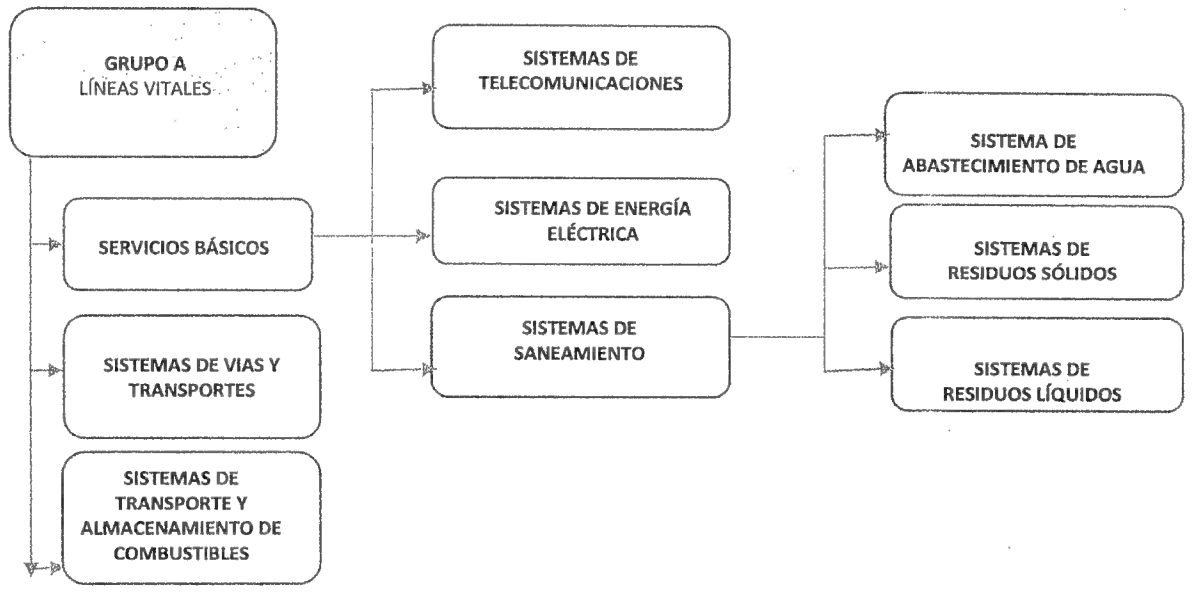 GRUPO A
LÍNEAS VITALES
SERVICIOS BÁSICOS
SISTEMAS DE VIAS Y
TRANSPORTES
SISTEMAS DE
TRANSPORTE Y
ALMACENAMIENTO DE
COMBUSTIBLES
SISTEMAS DE
TELECOMUNICACIONES
SISTEMAS DE ENERGÍA
ELÉCTRICA
SISTEMAS DE
SANEAMIENTO
SISTEMA DE
ABASTECIMIENTO DE AGUA
SISTEMAS DE
RESIDUOS SÓLIDOS
SISTEMAS DE
RESIDUOS LÍQUIDOS